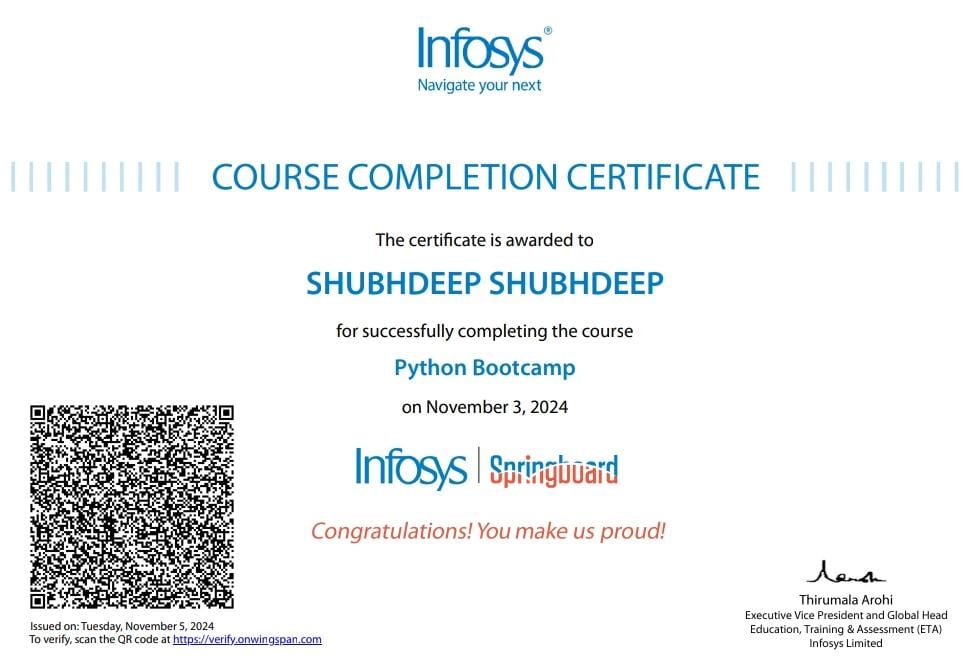 Infosys®
Navigate your next
COURSE COMPLETION CERTIFICATE
The certificate is awarded to
SHUBHDEEP SHUBHDEEP
for successfully completing the course
Python Bootcamp
on November 3, 2024
Infosys | Springboard
Congratulations! You make us proud!
Thirumala Arohi
Executive Vice President and Global Head
Education, Training & Assessment (ETA)
Infosys Limited
Issued on: Tuesday, November 5, 2024
To verify, scan the QR code at https://verify.onwingspan.com